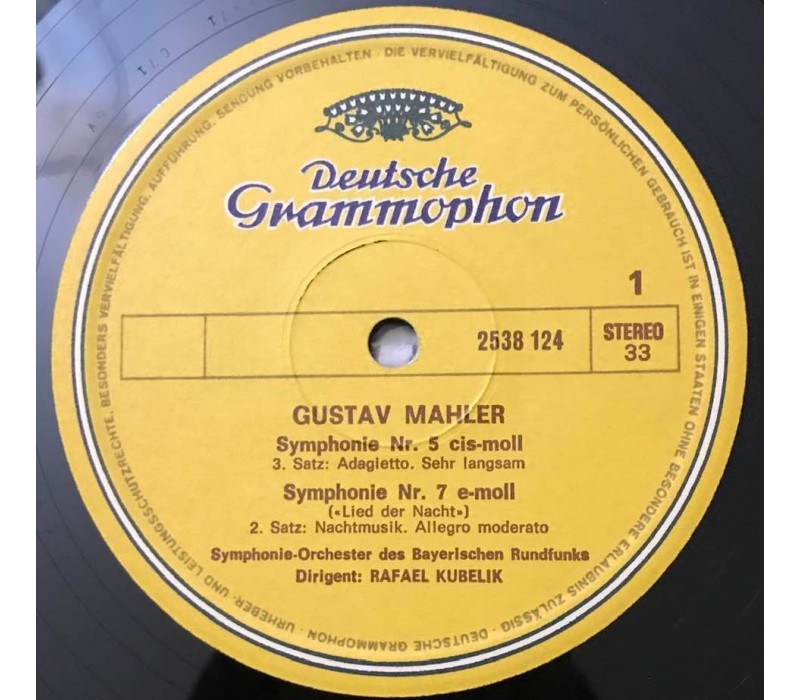 Deutsche
Grammophon
1
2538 124
STEREO
33
GUSTAV MAHLER
Symphonie Nr. 5 cis-moll
3. Satz: Adagietto. Sehr langsam
Symphonie Nr. 7 e-moll
(«Lied der Nacht»)
2. Satz: Nachtmusik. Allegro moderato
Symphonie-Orchester des Bayerischen Rundfunks
Dirigent: RAFAEL KUBELIK
DEUTSCHE GRAMMOPHON · URHEBER- UND LEISTUNGSSCHUTZRECHTE, BESONDERS VERVIELFÄLTIGUNG, AUFFÜHRUNG, SENDUNG VORBEHALTEN · DIE VERVIELFÄLTIGUNG ZUM PERSÖNLICHEN GEBRAUCH IST IN EINIGEN STAATEN OHNE BESONDERE ERLAUBNIS ZULÄSSIG ·